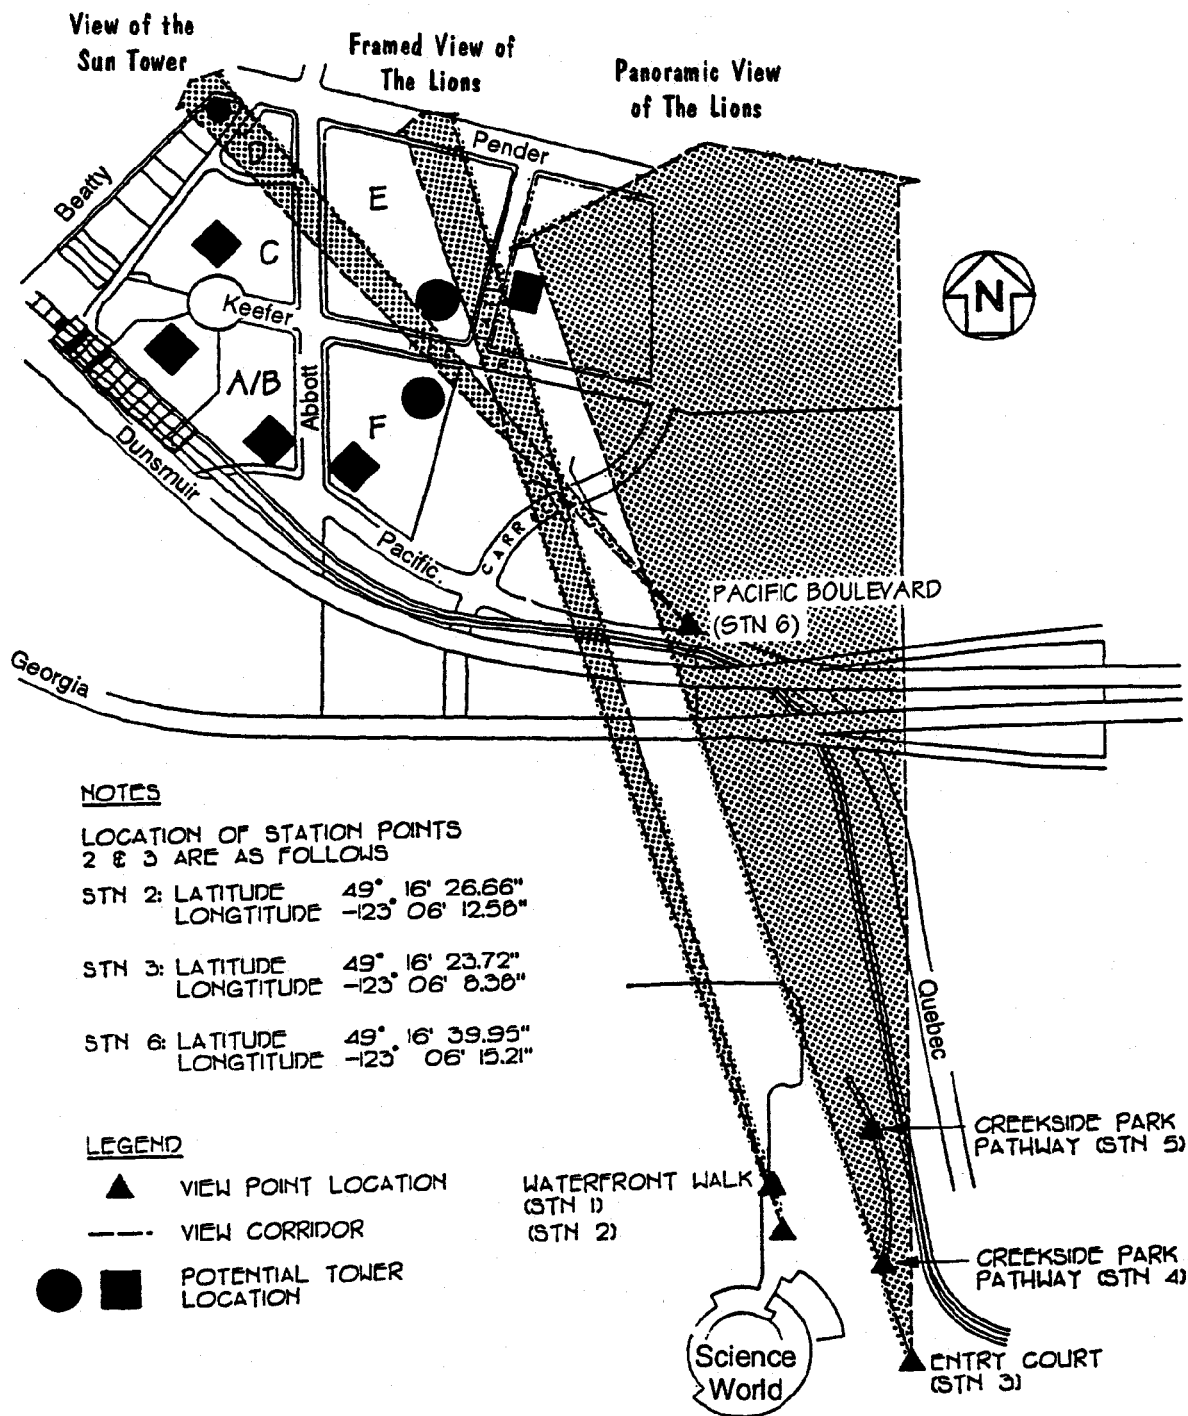 View of the
Sun Tower
Framed View of
The Lions
Panoramic View
of The Lions
Pender
Beatty
D
E
C
Keefer
N
A/B
Abbott
F
Dunsmuir
CARR
Pacific.
PACIFIC BOULEVARD
(STN 6)
Georgia
NOTES
LOCATION OF STATION POINTS
2 & 3 ARE AS FOLLOWS
STN 2: LATITUDE 49° 16' 26.66"
LONGTITUDE -123° 06' 12.58"
STN 3: LATITUDE 49° 16' 23.72"
LONGTITUDE -123° 06' 8.38"
STN 6: LATITUDE 49° 16' 39.95"
LONGTITUDE -123° 06' 15.21"
Quebec
LEGEND
VIEW POINT LOCATION
VIEW CORRIDOR
POTENTIAL TOWER
LOCATION
WATERFRONT WALK
(STN 1)
(STN 2)
CREEKSIDE PARK
PATHWAY (STN 5)
CREEKSIDE PARK
PATHWAY (STN 4)
Science
World
ENTRY COURT
(STN 3)